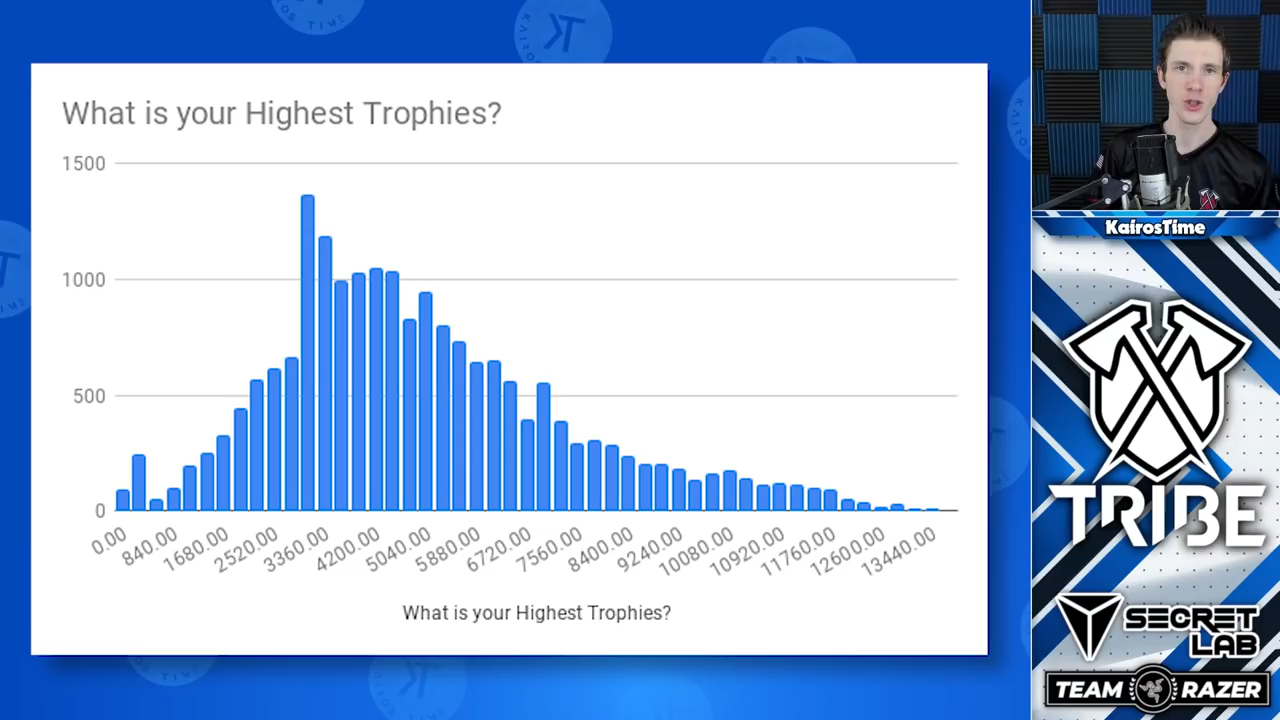 What is your Highest Trophies?
1500
1000
500
0
0.00 840.00 1680.00 2520.00 3360.00 4200.00 5040.00 5880.00 6720.00 7560.00 8400.00 9240.00 10080.00 10920.00 11760.00 12600.00 13440.00
What is your Highest Trophies?
KairosTime
TRIBE
SECRET
LAB
TEAM RAZER